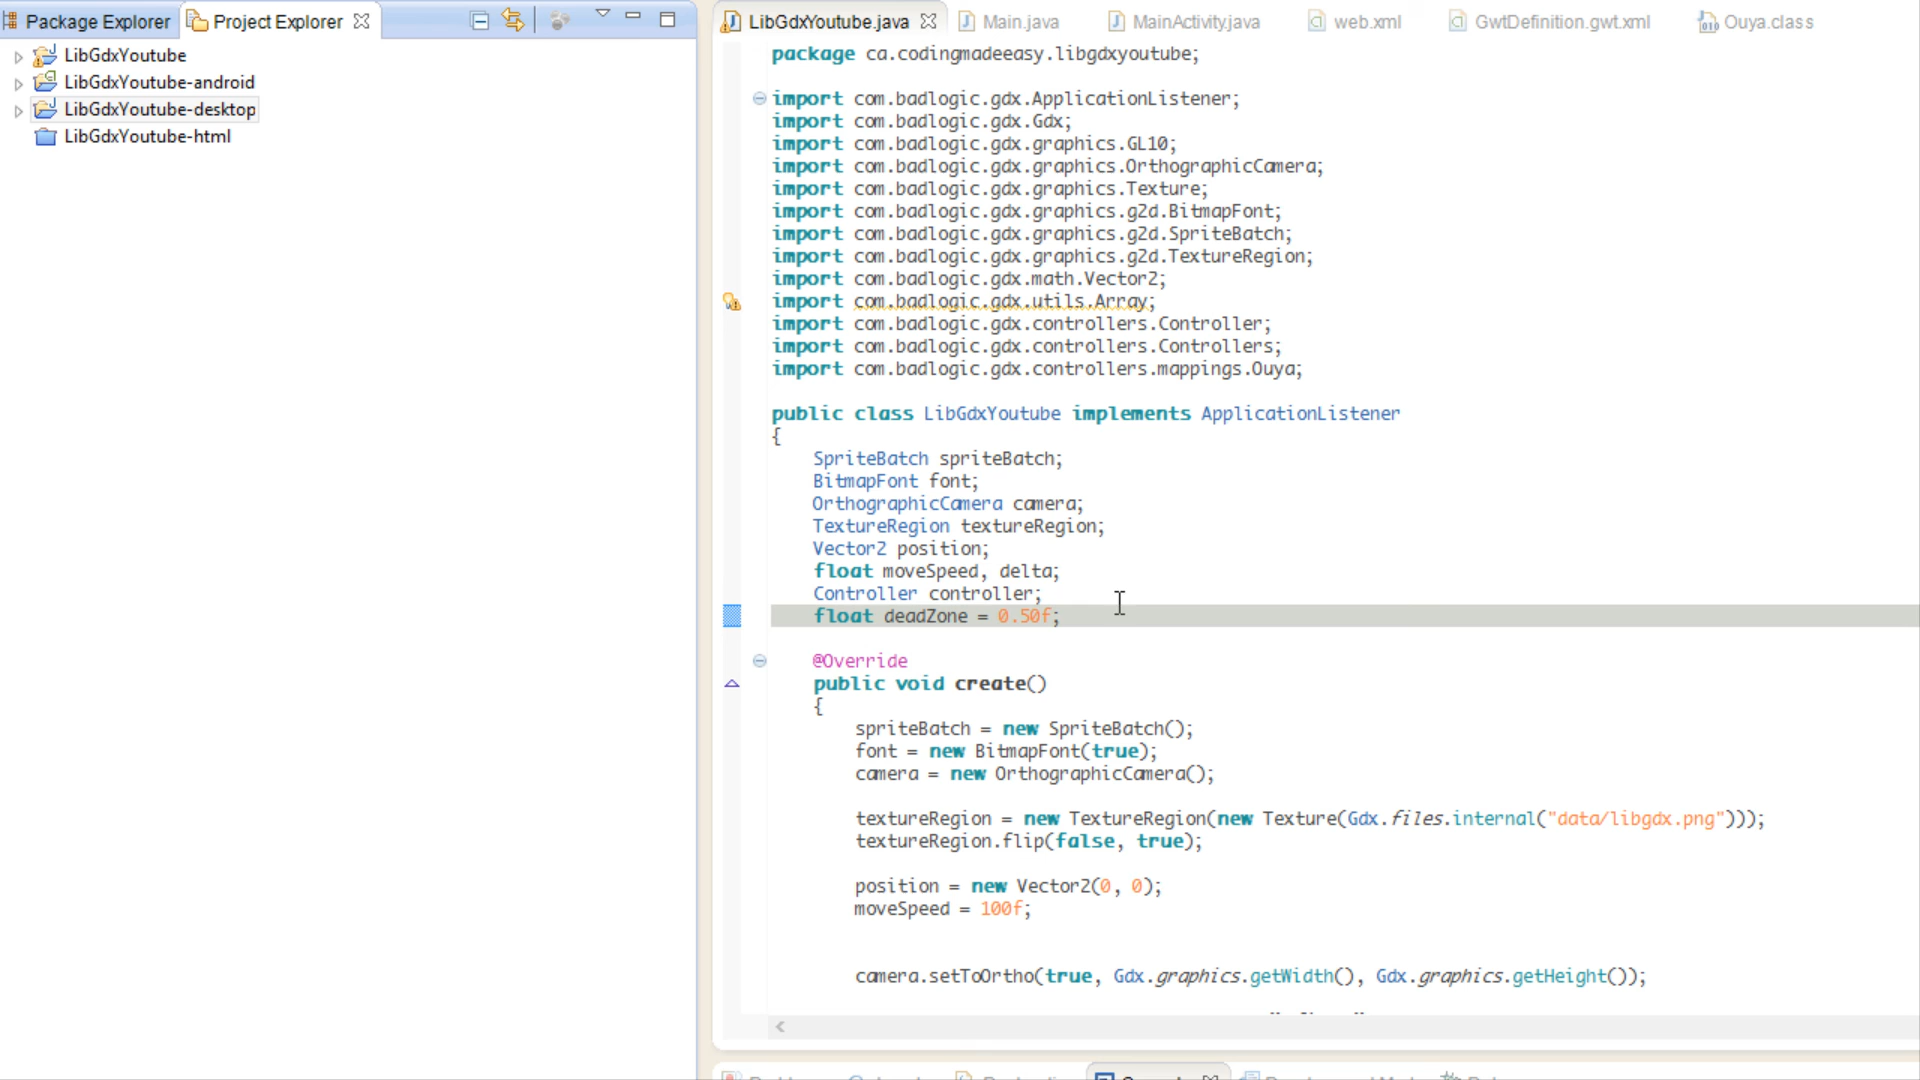 Package Explorer
Project Explorer
LibGdxYoutube
LibGdxYoutube-android
LibGdxYoutube-desktop
LibGdxYoutube-html
LibGdxYoutube.java
Main.java
MainActivity.java
web.xml
GwtDefinition.gwt.xml
Ouya.class
package ca.codingmadeeasy.libgdxyoutube;
import com.badlogic.gdx.ApplicationListener;
import com.badlogic.gdx.Gdx;
import com.badlogic.gdx.graphics.GL10;
import com.badlogic.gdx.graphics.OrthographicCamera;
import com.badlogic.gdx.graphics.Texture;
import com.badlogic.gdx.graphics.g2d.BitmapFont;
import com.badlogic.gdx.graphics.g2d.SpriteBatch;
import com.badlogic.gdx.graphics.g2d.TextureRegion;
import com.badlogic.gdx.math.Vector2;
import com.badlogic.gdx.utils.Array;
import com.badlogic.gdx.controllers.Controller;
import com.badlogic.gdx.controllers.Controllers;
import com.badlogic.gdx.controllers.mappings.Ouya;
public class LibGdxYoutube implements ApplicationListener
{
SpriteBatch spriteBatch;
BitmapFont font;
OrthographicCamera camera;
TextureRegion textureRegion;
Vector2 position;
float moveSpeed, delta;
Controller controller;
float deadZone = 0.50f;
@Override
public void create()
{
spriteBatch = new SpriteBatch();
font = new BitmapFont(true);
camera = new OrthographicCamera();
textureRegion = new TextureRegion(new Texture(Gdx.files.internal("data/libgdx.png")));
textureRegion.flip(false, true);
position = new Vector2(0, 0);
moveSpeed = 100f;
camera.setToOrtho(true, Gdx.graphics.getWidth(), Gdx.graphics.getHeight());